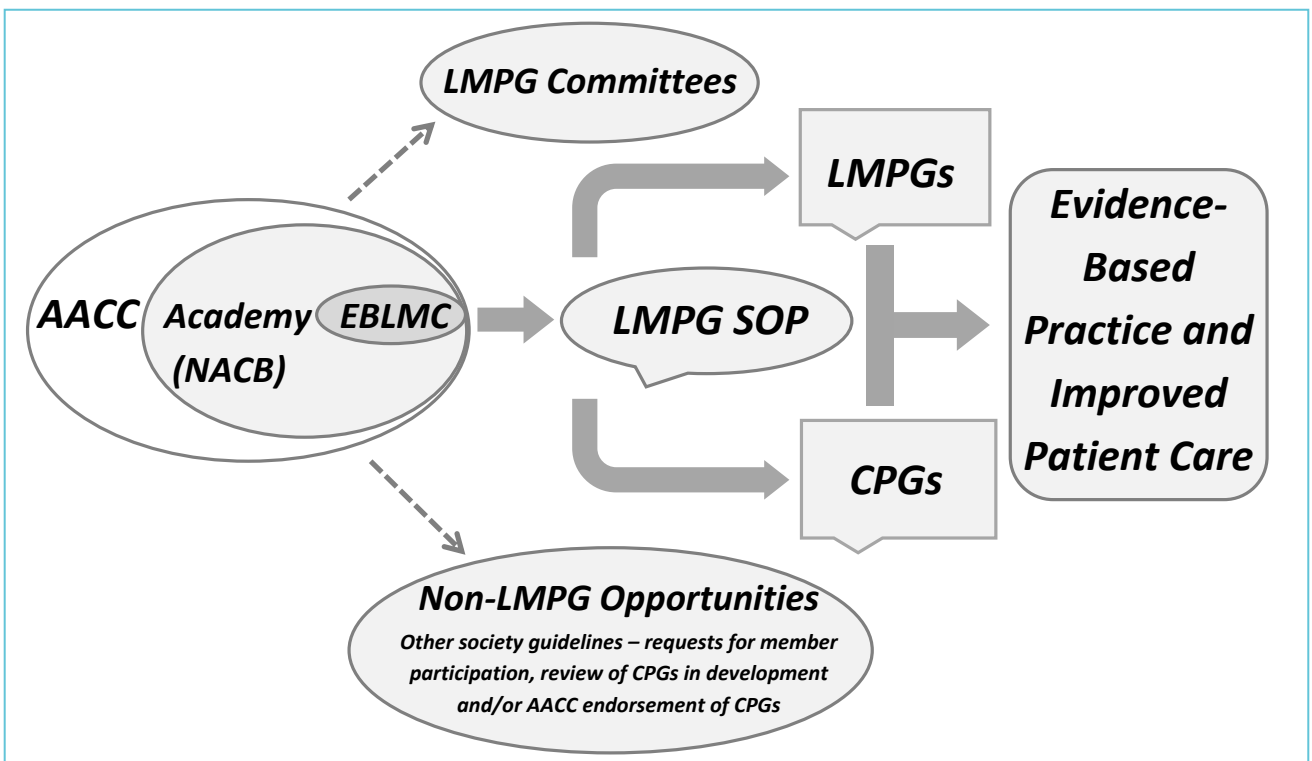 LMPG Committees
AACC
Academy
(NACB)
EBLMC
LMPG SOP
LMPGs
CPGs
Evidence-
Based
Practice and
Improved
Patient Care
Non-LMPG Opportunities
Other society guidelines – requests for member
participation, review of CPGs in development
and/or AACC endorsement of CPGs